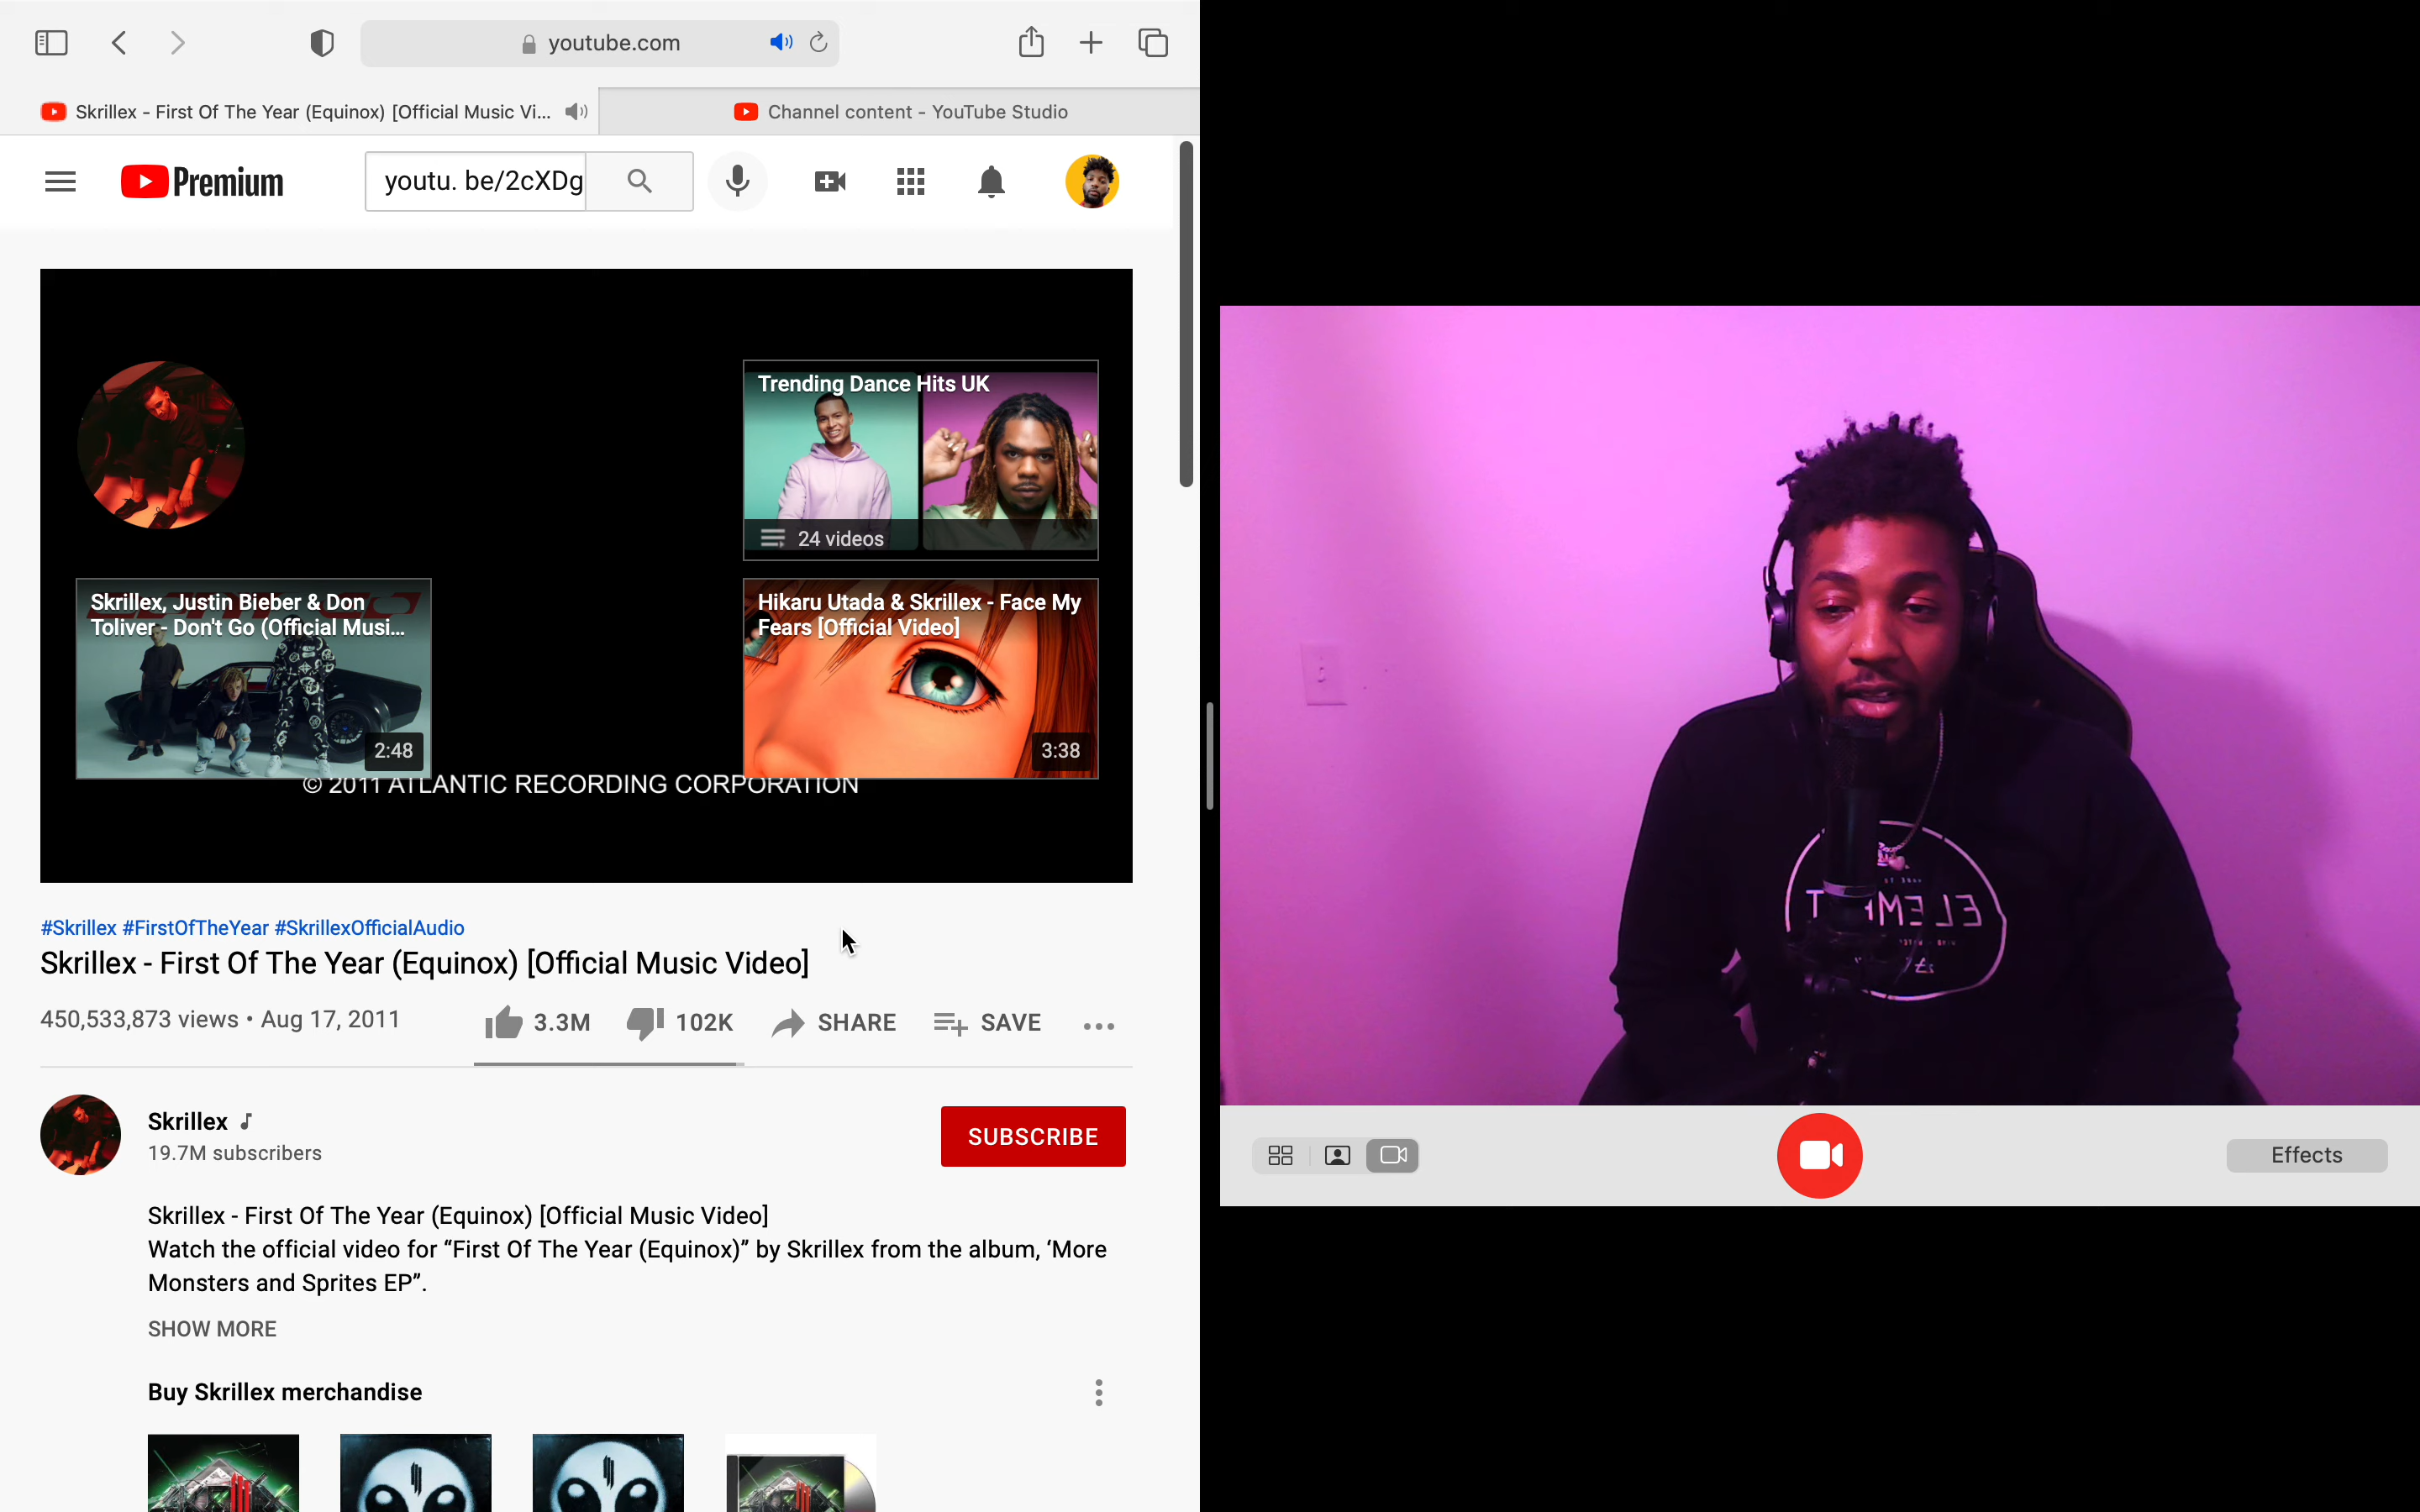 youtube.com
Skrillex - First Of The Year (Equinox) [Official Music Vi...
Channel content - YouTube Studio
Premium
youtu. be/2cXDg
Trending Dance Hits UK
24 videos
Skrillex, Justin Bieber & Don
Toliver - Don't Go (Official Musi...
2:48
Hikaru Utada & Skrillex - Face My
Fears [Official Video]
3:38
© 2011 ATLANTIC RECORDING CORPORATION
#Skrillex #FirstOfTheYear #SkrillexOfficialAudio
Skrillex - First Of The Year (Equinox) [Official Music Video]
450,533,873 views • Aug 17, 2011
3.3M
102K
SHARE
SAVE
Skrillex
19.7M subscribers
SUBSCRIBE
Skrillex - First Of The Year (Equinox) [Official Music Video]
Watch the official video for “First Of The Year (Equinox)” by Skrillex from the album, ‘More
Monsters and Sprites EP”.
SHOW MORE
Buy Skrillex merchandise
Effects